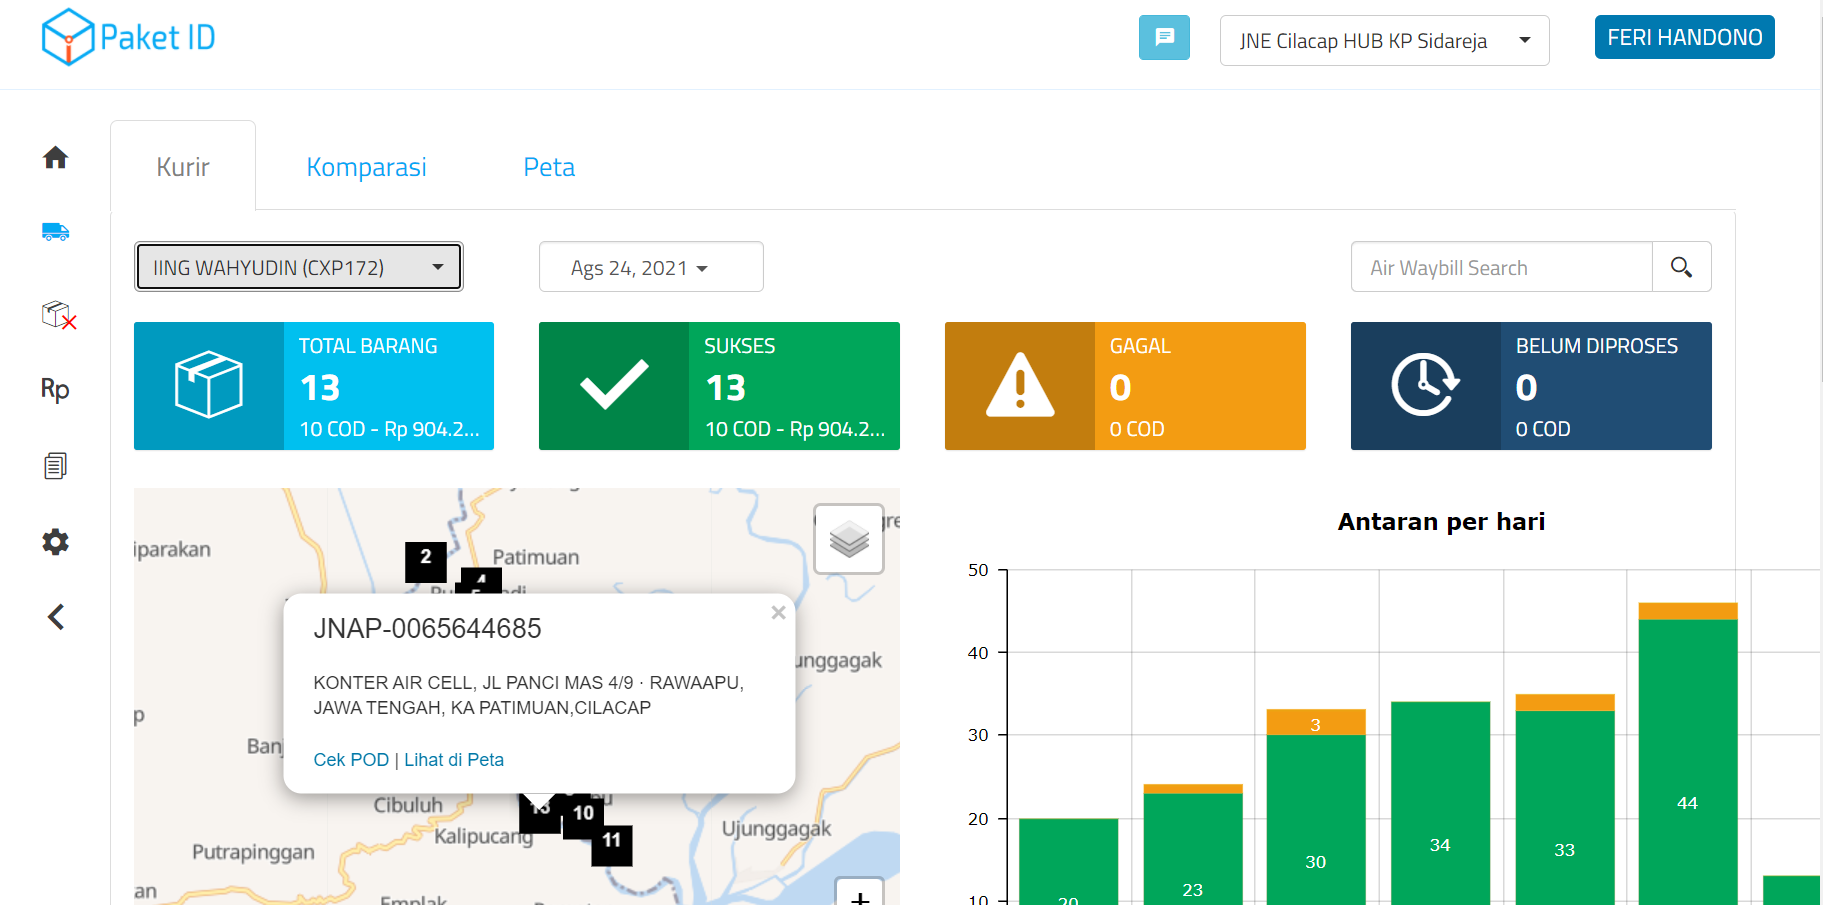 Paket ID
JNE Cilacap HUB KP Sidareja
FERI HANDONO
Kurir
Komparasi
Peta
IING WAHYUDIN (CXP172)
Ags 24, 2021
Air Waybill Search
TOTAL BARANG
13
10 COD - Rp 904.2...
SUKSES
13
10 COD - Rp 904.2...
GAGAL
0
0 COD
BELUM DIPROSES
0
0 COD
Rp
iparakan
2
Patimuan
4
JNAP-0065644685
×
KONTER AIR CELL, JL PANCI MAS 4/9 · RAWAAPU,
JAWA TENGAH, KA PATIMUAN,CILACAP
Cek POD | Lihat di Peta
unggagak
Banj
Cibuluh
13
10
11
Kalipucang
Ujunggagak
Putrapinggan
an
Emplak
+
Antaran per hari
50
40
30
20
10
20
23
3
30
34
33
44